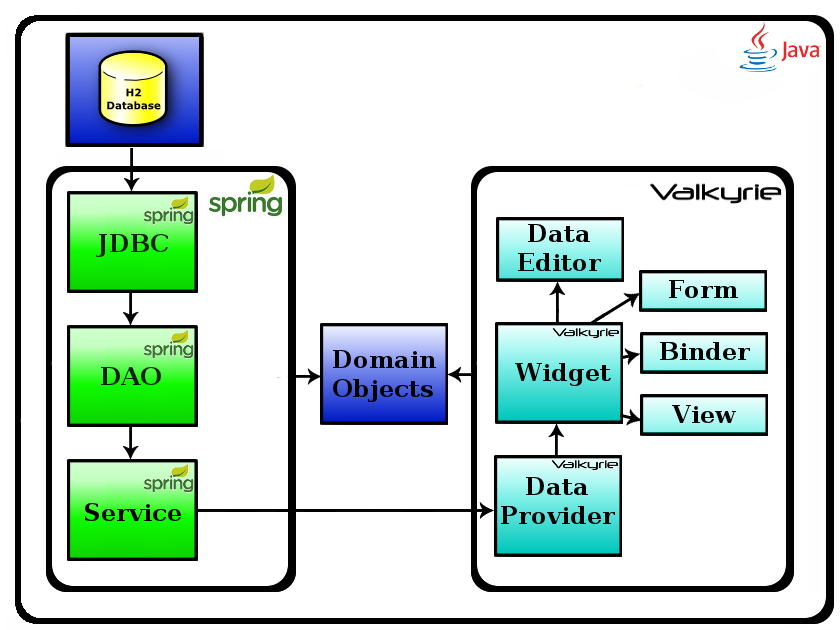 H2
Database
Java
spring
spring
JDBC
spring
DAO
spring
Service
Domain
Objects
Valkyrie
Data
Editor
Form
Valkyrie
Widget
Binder
View
Valkyrie
Data
Provider